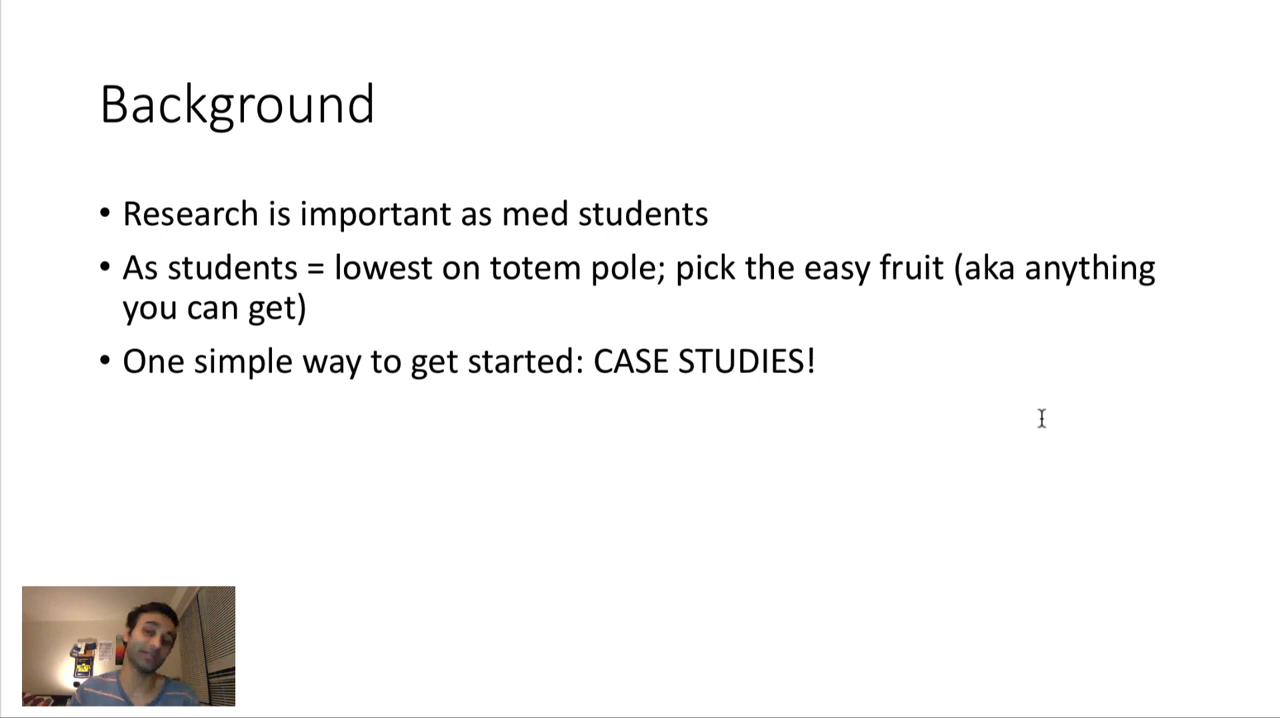 Background
• Research is important as med students
• As students = lowest on totem pole; pick the easy fruit (aka anything
you can get)
• One simple way to get started: CASE STUDIES!